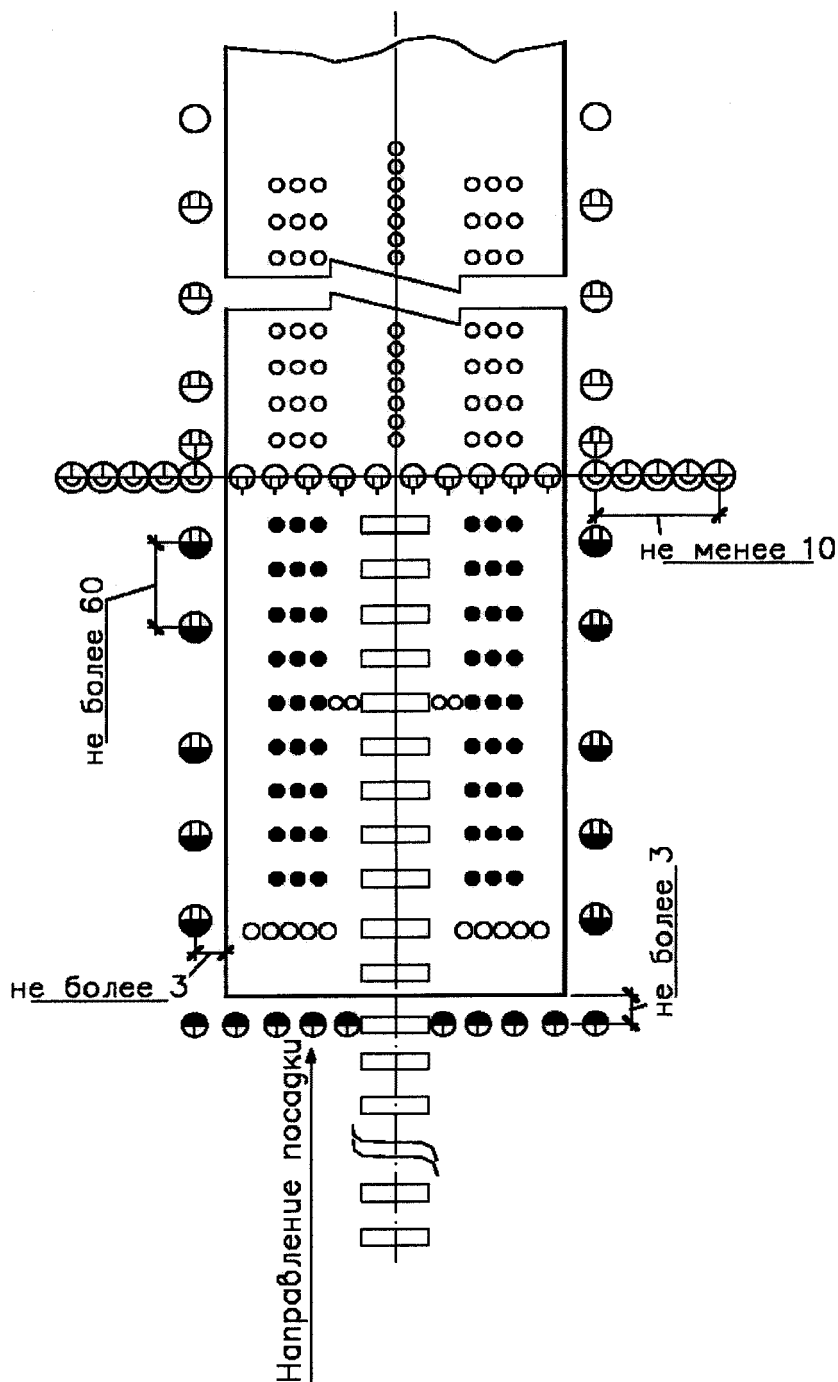 не менее 10
не более 60
не более 3
не более 3
Направление посадки